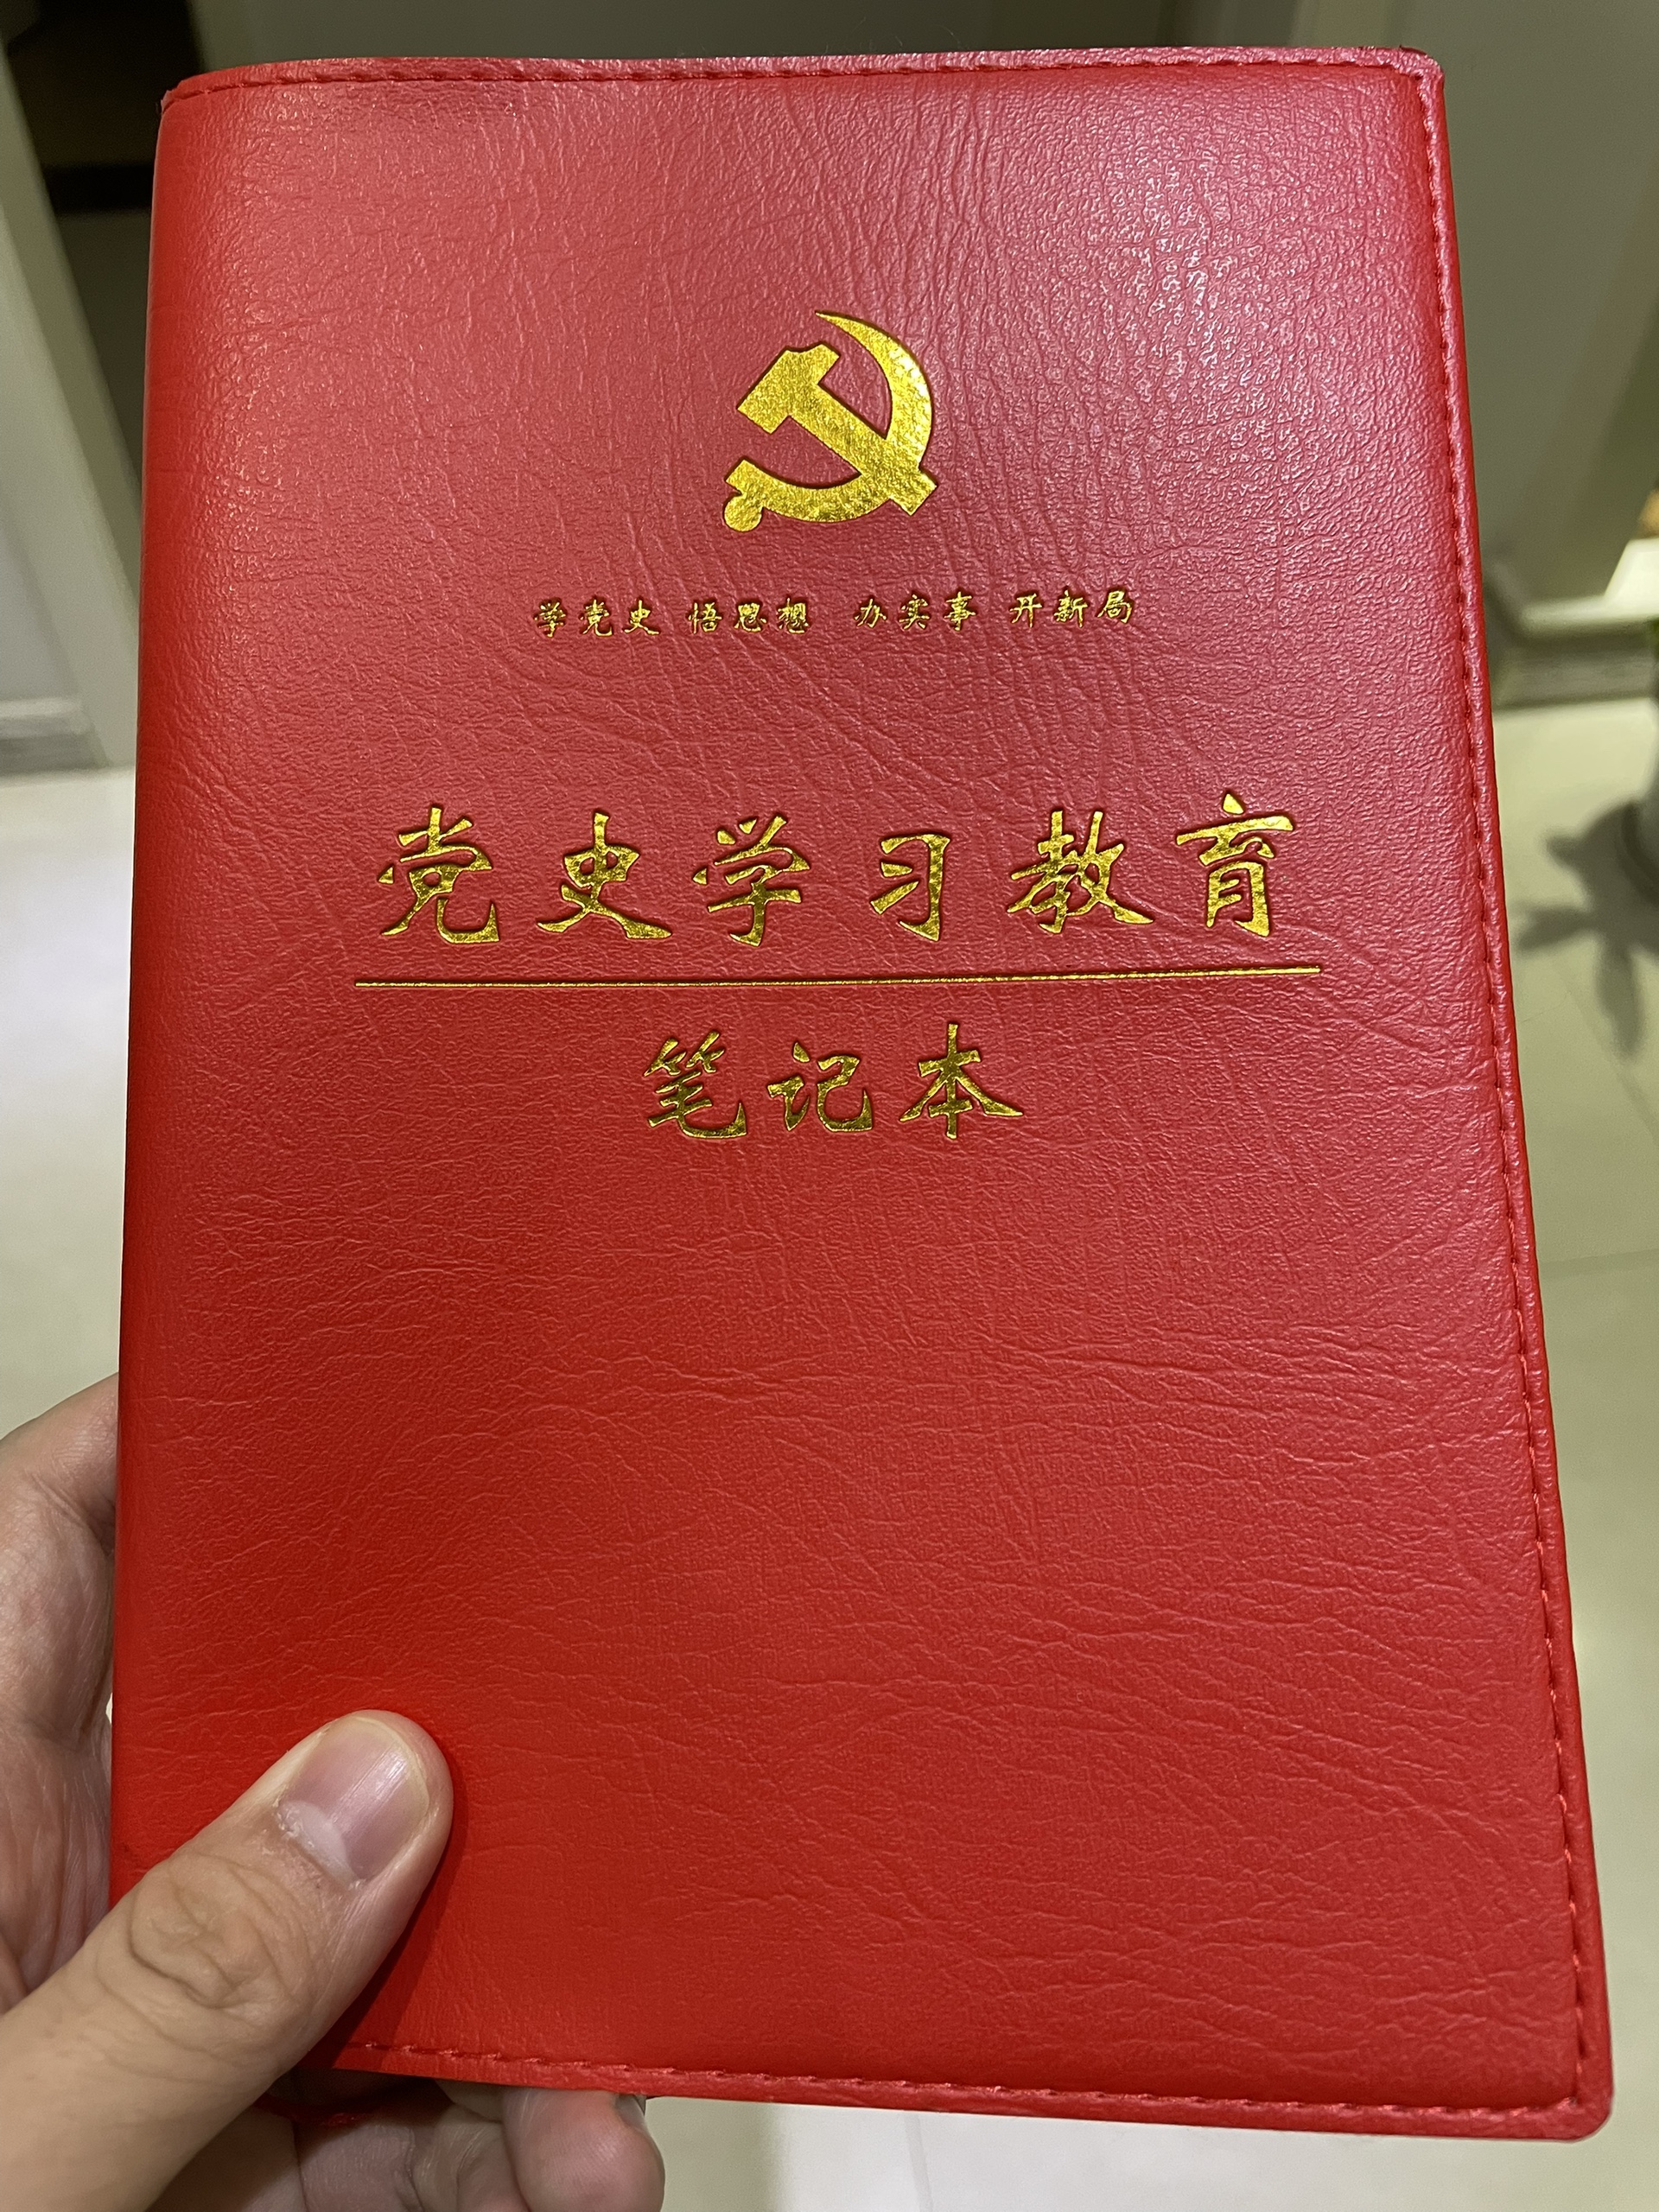 学党史 悟思想 办实事 开新局
党史学习教育
笔记本